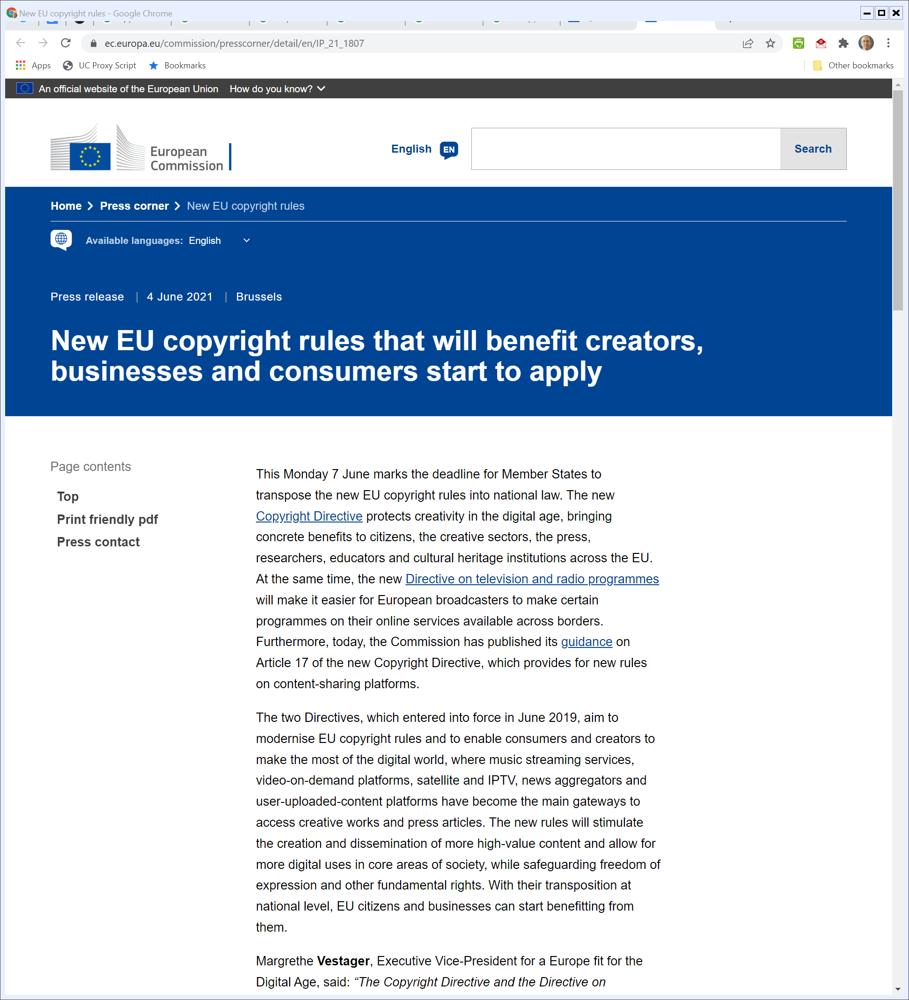 New EU copyright rules - Google Chrome
ec.europa.eu/commission/presscorner/detail/en/IP_21_1807
Apps UC Proxy Script Bookmarks Other bookmarks
An official website of the European Union How do you know?
European
Commission
English EN Search
Home Press corner New EU copyright rules
Available languages: English
Press release | 4 June 2021 | Brussels
New EU copyright rules that will benefit creators,
businesses and consumers start to apply
Page contents
Top
Print friendly pdf
Press contact
This Monday 7 June marks the deadline for Member States to
transpose the new EU copyright rules into national law. The new
Copyright Directive protects creativity in the digital age, bringing
concrete benefits to citizens, the creative sectors, the press,
researchers, educators and cultural heritage institutions across the EU.
At the same time, the new Directive on television and radio programmes
will make it easier for European broadcasters to make certain
programmes on their online services available across borders.
Furthermore, today, the Commission has published its guidance on
Article 17 of the new Copyright Directive, which provides for new rules
on content-sharing platforms.
The two Directives, which entered into force in June 2019, aim to
modernise EU copyright rules and to enable consumers and creators to
make the most of the digital world, where music streaming services,
video-on-demand platforms, satellite and IPTV, news aggregators and
user-uploaded-content platforms have become the main gateways to
access creative works and press articles. The new rules will stimulate
the creation and dissemination of more high-value content and allow for
more digital uses in core areas of society, while safeguarding freedom of
expression and other fundamental rights. With their transposition at
national level, EU citizens and businesses can start benefitting from
them.
Margrethe Vestager, Executive Vice-President for a Europe fit for the
Digital Age, said: “The Copyright Directive and the Directive on